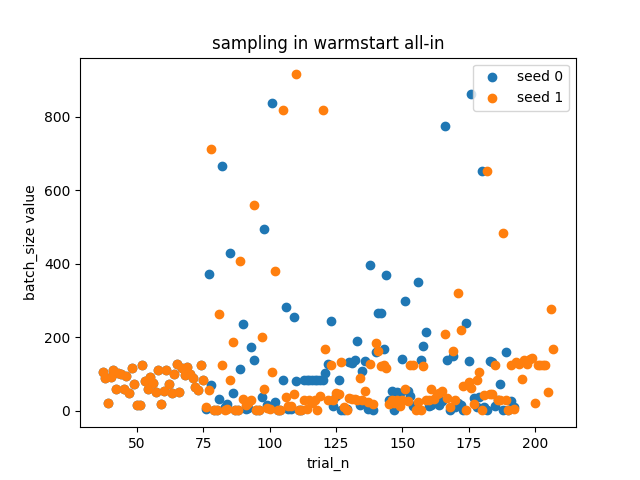 sampling in warmstart all-in
seed 0
seed 1
batch_size value
800
600
400
200
0
50
75
100
125
150
175
200
trial_n